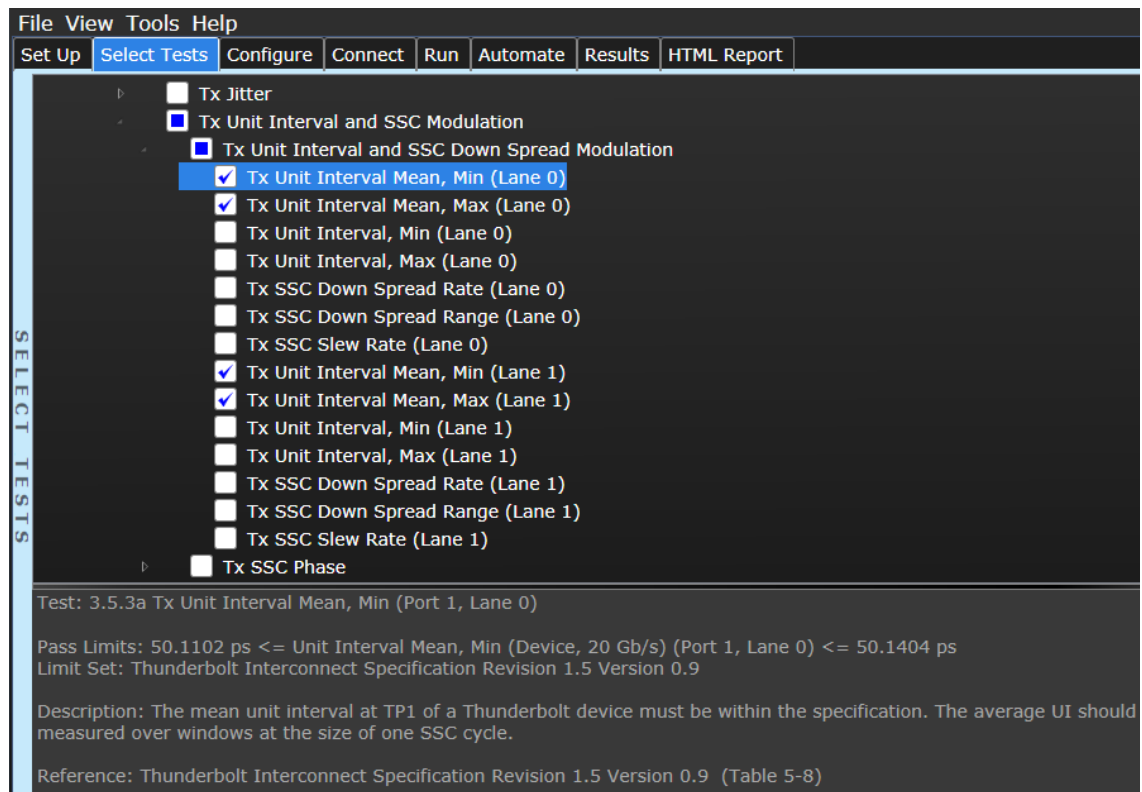 File View Tools Help
Set Up Select Tests Configure Connect Run Automate Results HTML Report
SELECT TESTS
Tx Jitter
Tx Unit Interval and SSC Modulation
Tx Unit Interval and SSC Down Spread Modulation
Tx Unit Interval Mean, Min (Lane 0)
Tx Unit Interval Mean, Max (Lane 0)
Tx Unit Interval, Min (Lane 0)
Tx Unit Interval, Max (Lane 0)
Tx SSC Down Spread Rate (Lane 0)
Tx SSC Down Spread Range (Lane 0)
Tx SSC Slew Rate (Lane 0)
Tx Unit Interval Mean, Min (Lane 1)
Tx Unit Interval Mean, Max (Lane 1)
Tx Unit Interval, Min (Lane 1)
Tx Unit Interval, Max (Lane 1)
Tx SSC Down Spread Rate (Lane 1)
Tx SSC Down Spread Range (Lane 1)
Tx SSC Slew Rate (Lane 1)
Tx SSC Phase
Test: 3.5.3a Tx Unit Interval Mean, Min (Port 1, Lane 0)
Pass Limits: 50.1102 ps <= Unit Interval Mean, Min (Device, 20 Gb/s) (Port 1, Lane 0) <= 50.1404 ps
Limit Set: Thunderbolt Interconnect Specification Revision 1.5 Version 0.9
Description: The mean unit interval at TP1 of a Thunderbolt device must be within the specification. The average UI should
measured over windows at the size of one SSC cycle.
Reference: Thunderbolt Interconnect Specification Revision 1.5 Version 0.9 (Table 5-8)